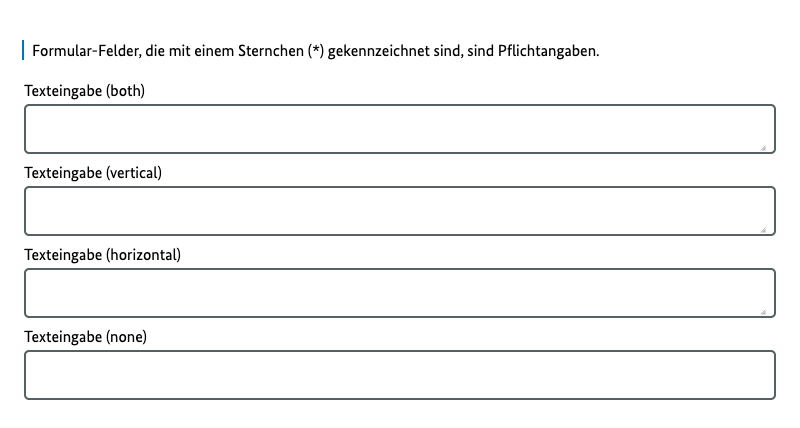 Formular-Felder, die mit einem Sternchen (*) gekennzeichnet sind, sind Pflichtangaben.
Texteingabe (both)
Texteingabe (vertical)
Texteingabe (horizontal)
Texteingabe (none)